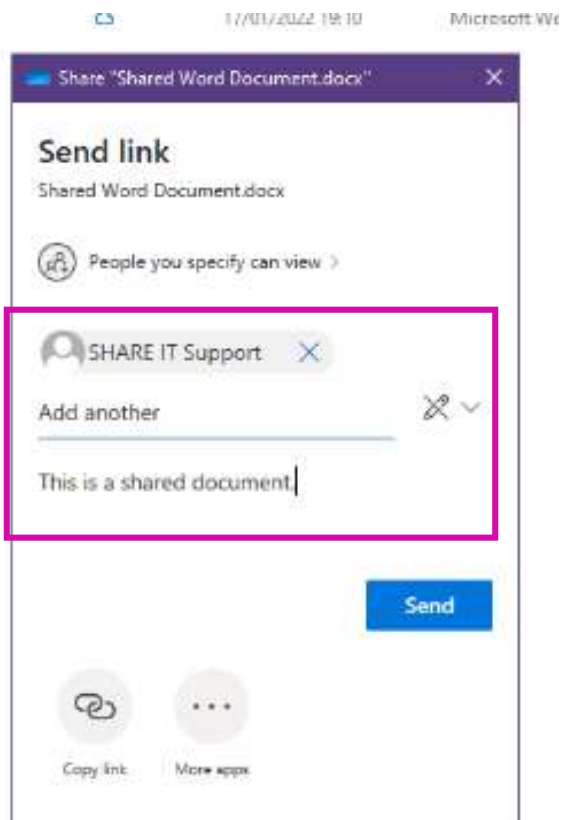 17/01/2022 19:10 Microsoft
Share "Shared Word Document.docx"
Send link
Shared Word Document.docx
People you specify can view
SHARE IT Support
Add another
This is a shared document.
Send
Copy link More apps